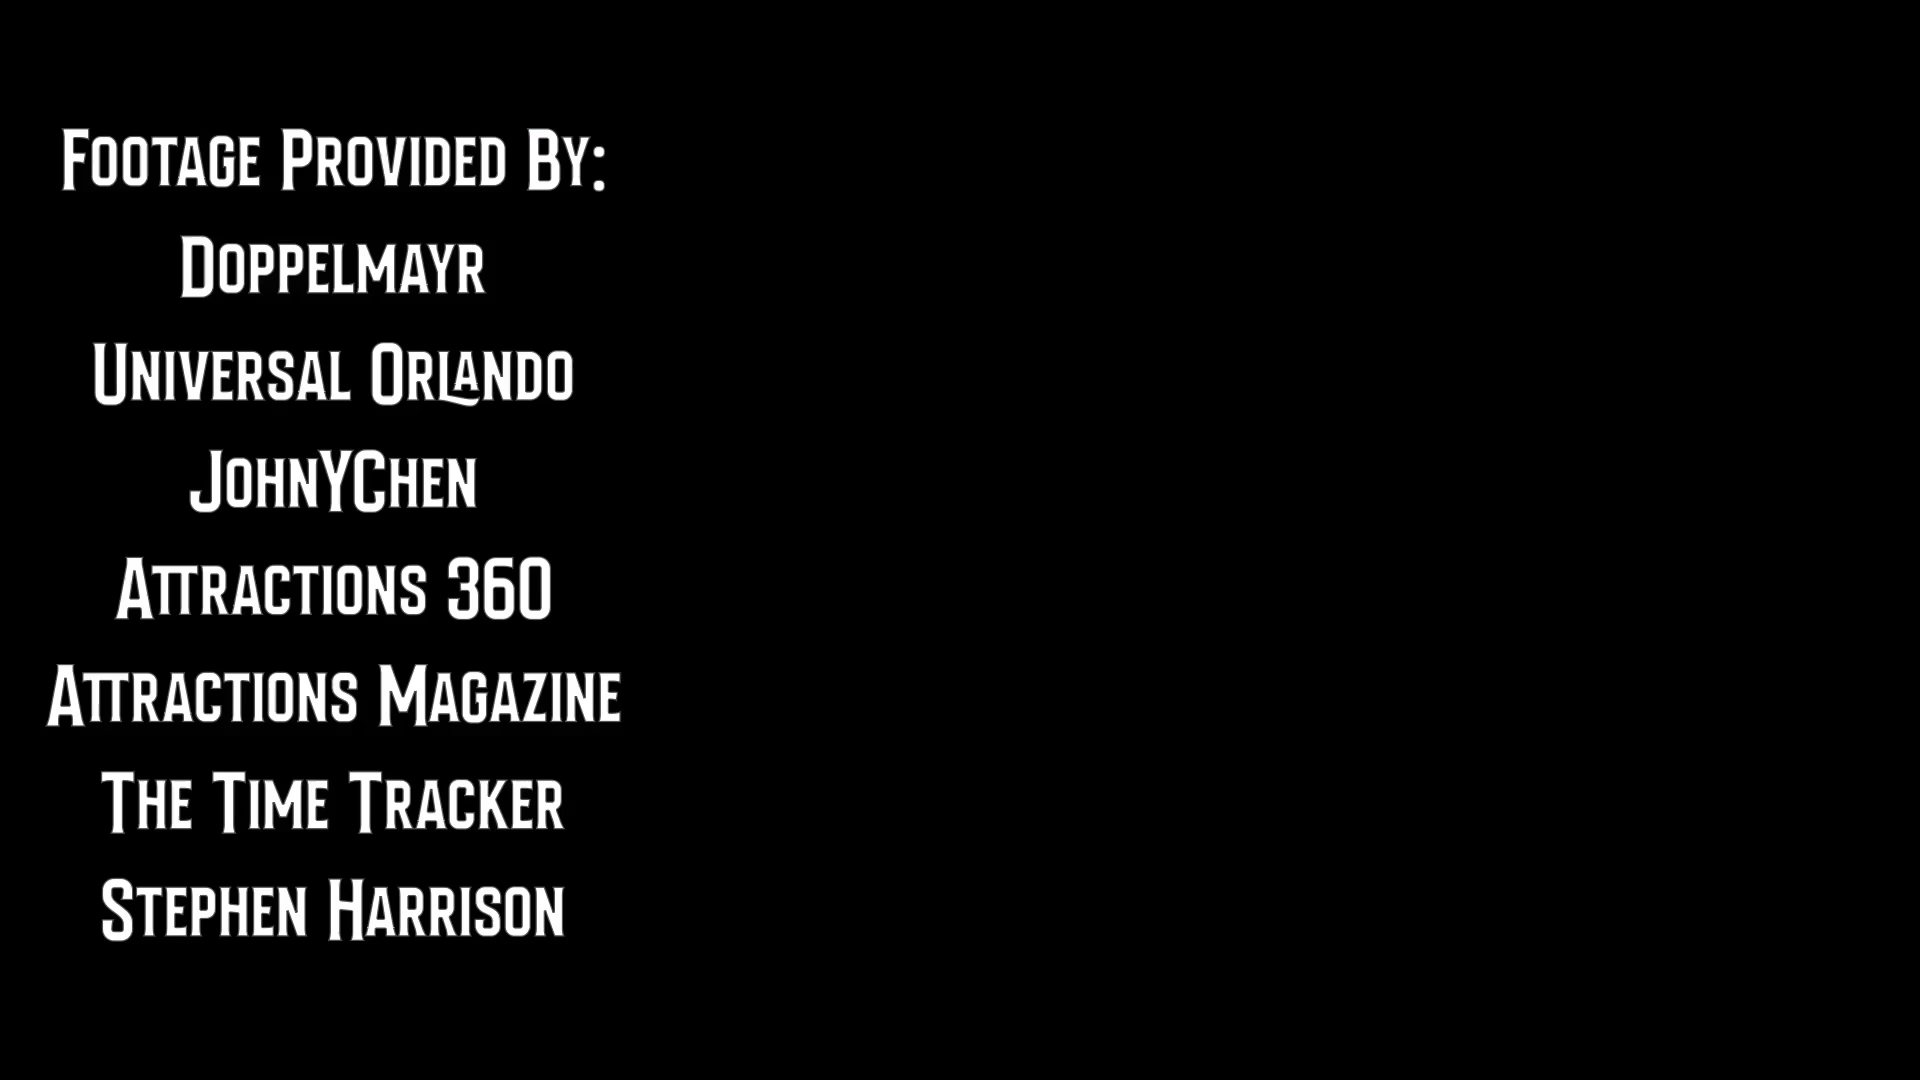 Footage Provided By:
Doppelmayr
Universal Orlando
JohnYChen
Attractions 360
Attractions Magazine
The Time Tracker
Stephen Harrison